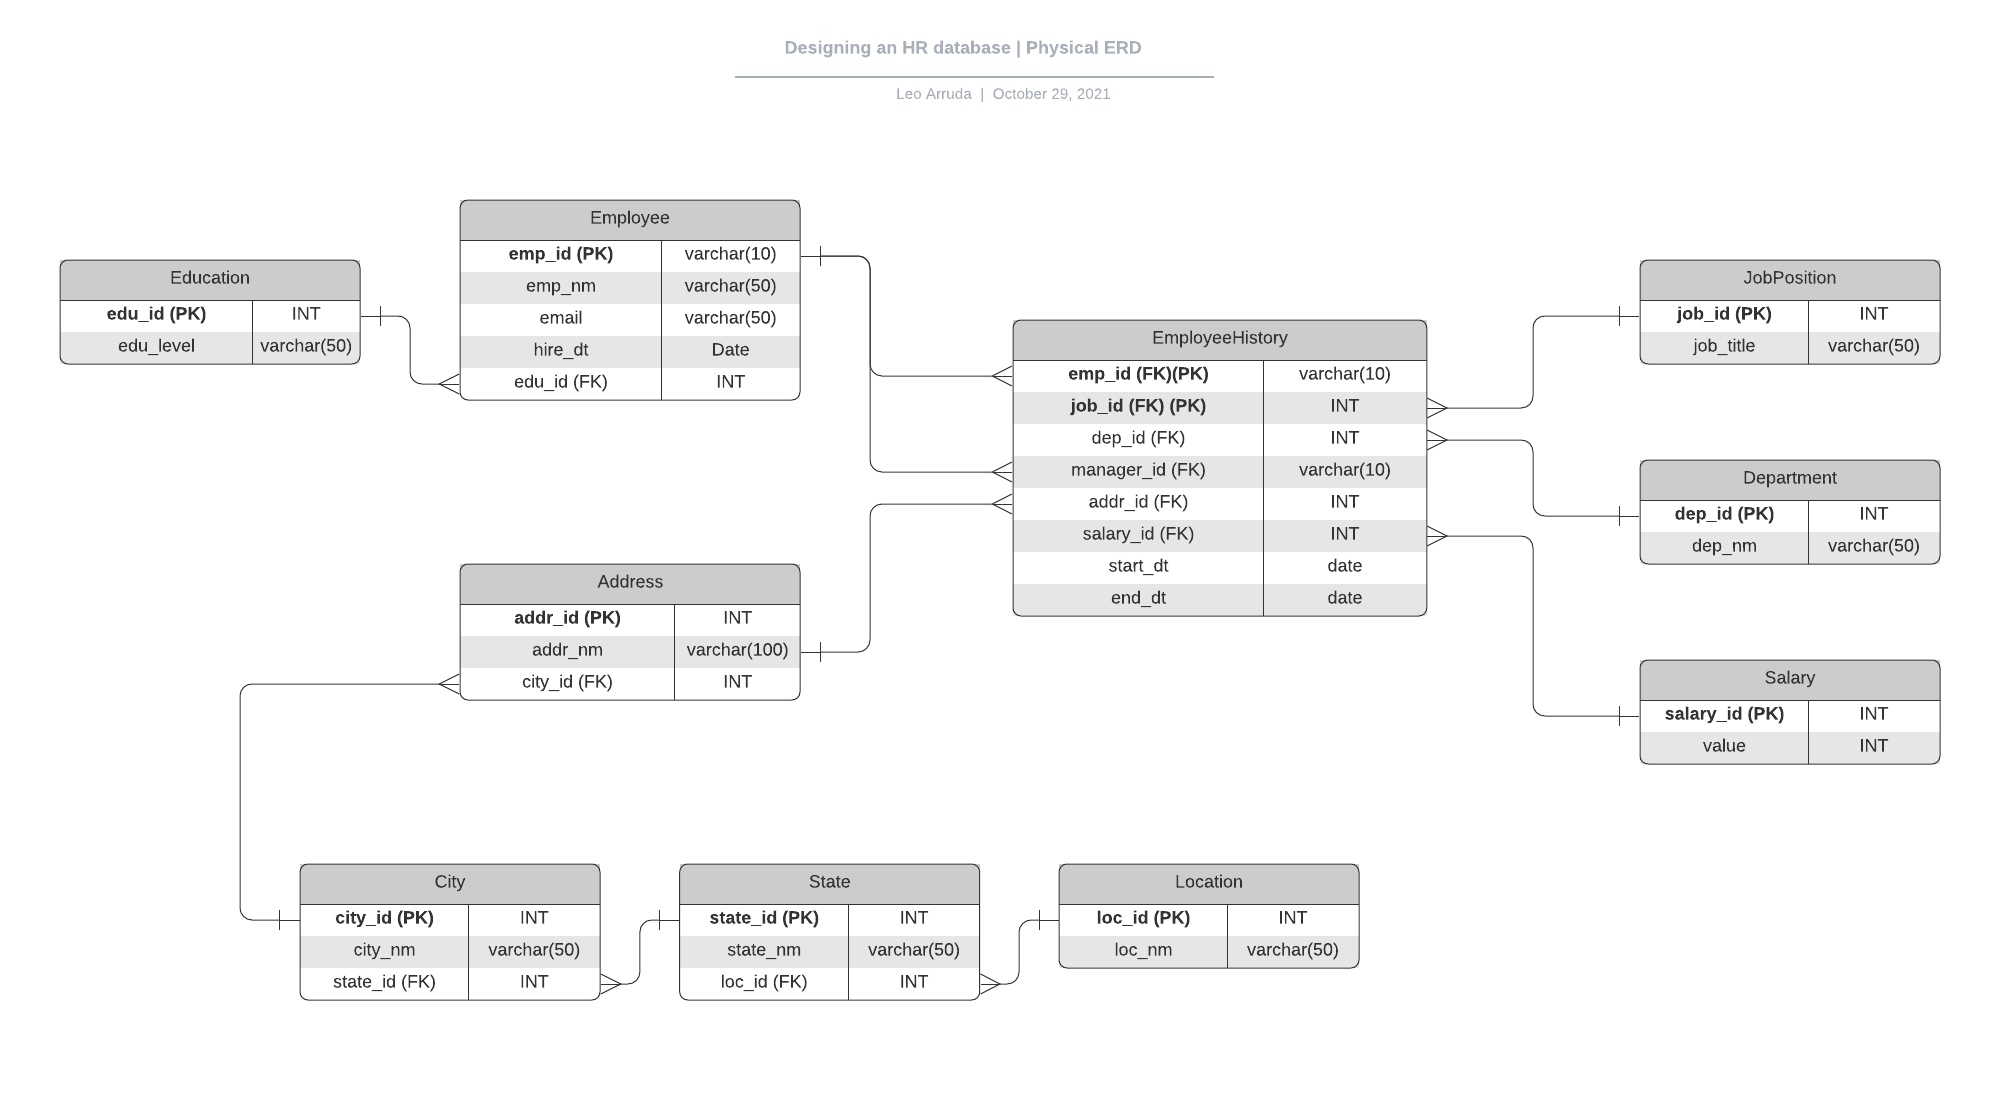 Designing an HR database | Physical ERD
Leo Arruda | October 29, 2021
Education
edu_id (PK) INT
edu_level varchar(50)
Employee
emp_id (PK) varchar(10)
emp_nm varchar(50)
email varchar(50)
hire_dt Date
edu_id (FK) INT
EmployeeHistory
emp_id (FK)(PK) varchar(10)
job_id (FK) (PK) INT
dep_id (FK) INT
manager_id (FK) varchar(10)
addr_id (FK) INT
salary_id (FK) INT
start_dt date
end_dt date
JobPosition
job_id (PK) INT
job_title varchar(50)
Department
dep_id (PK) INT
dep_nm varchar(50)
Salary
salary_id (PK) INT
value INT
Address
addr_id (PK) INT
addr_nm varchar(100)
city_id (FK) INT
City
city_id (PK) INT
city_nm varchar(50)
state_id (FK) INT
State
state_id (PK) INT
state_nm varchar(50)
loc_id (FK) INT
Location
loc_id (PK) INT
loc_nm varchar(50)